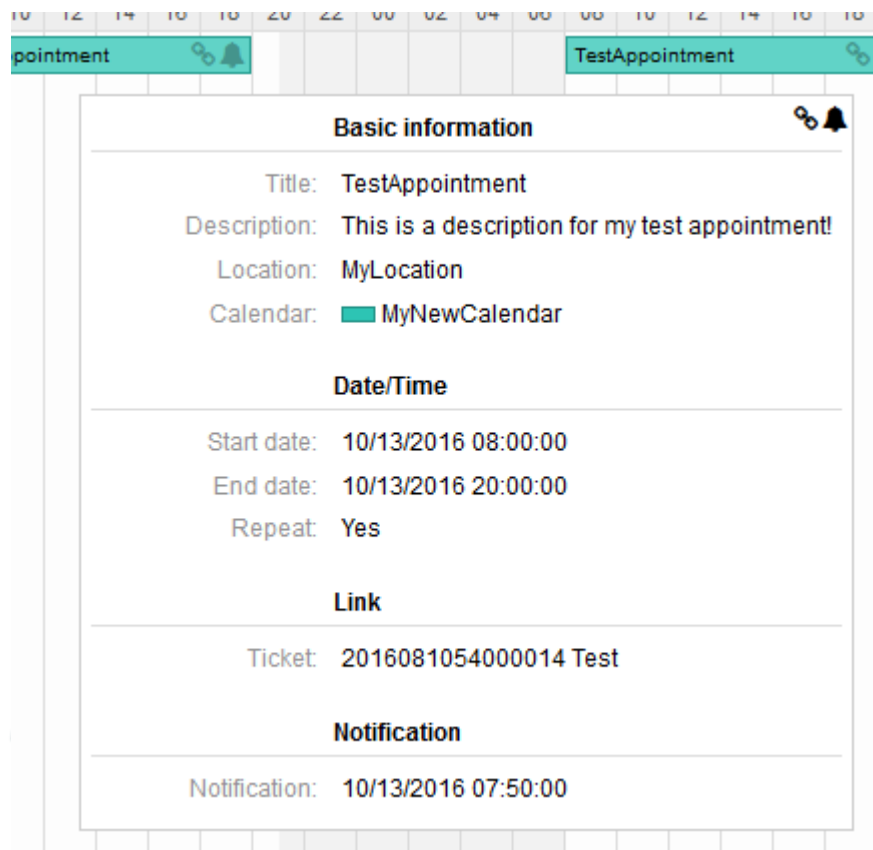 10 12 14 16 18 20 22 00 02 04 06 08 10 12 14 16 18
ppointment TestAppointment
Basic information
Title: TestAppointment
Description: This is a description for my test appointment!
Location: MyLocation
Calendar: MyNewCalendar
Date/Time
Start date: 10/13/2016 08:00:00
End date: 10/13/2016 20:00:00
Repeat: Yes
Link
Ticket: 2016081054000014 Test
Notification
Notification: 10/13/2016 07:50:00